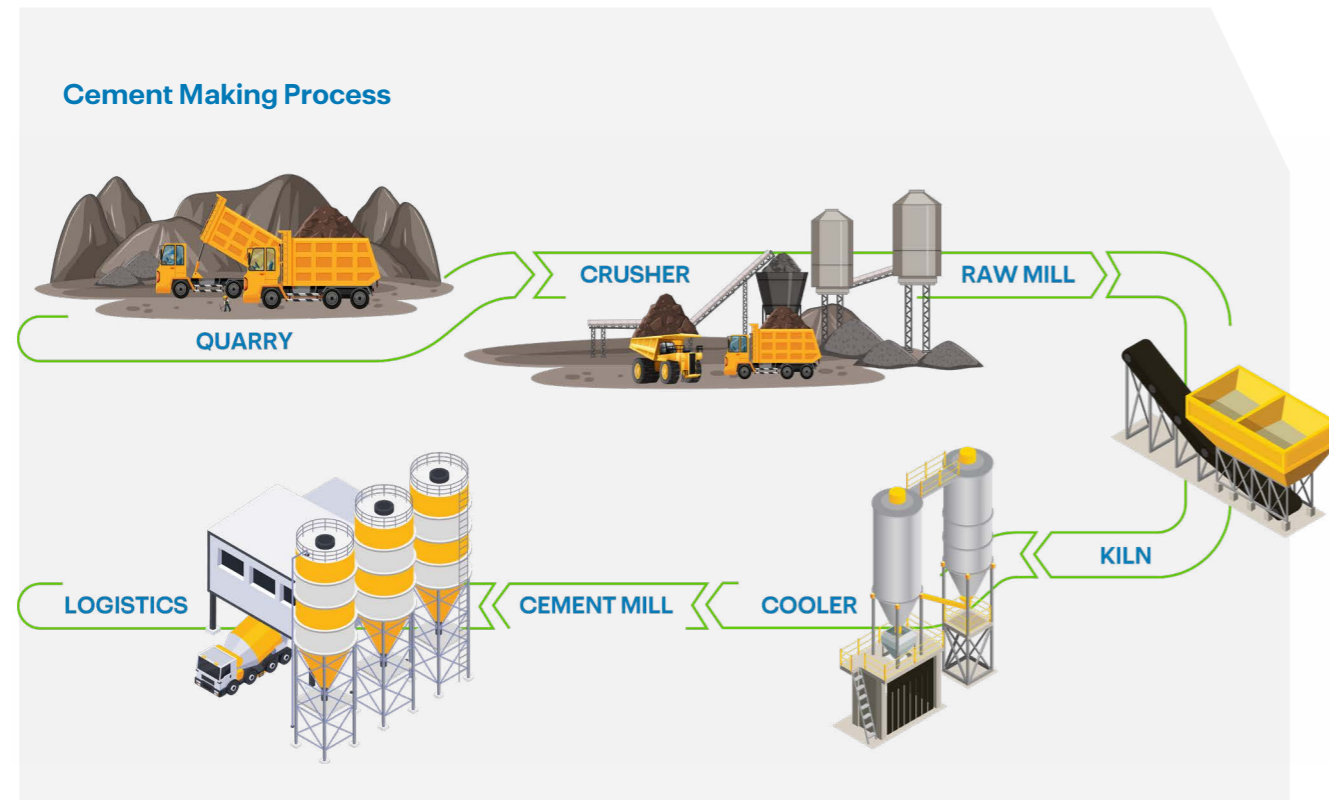 Cement Making Process
QUARRY
CRUSHER
RAW MILL
KILN
COOLER
CEMENT MILL
LOGISTICS